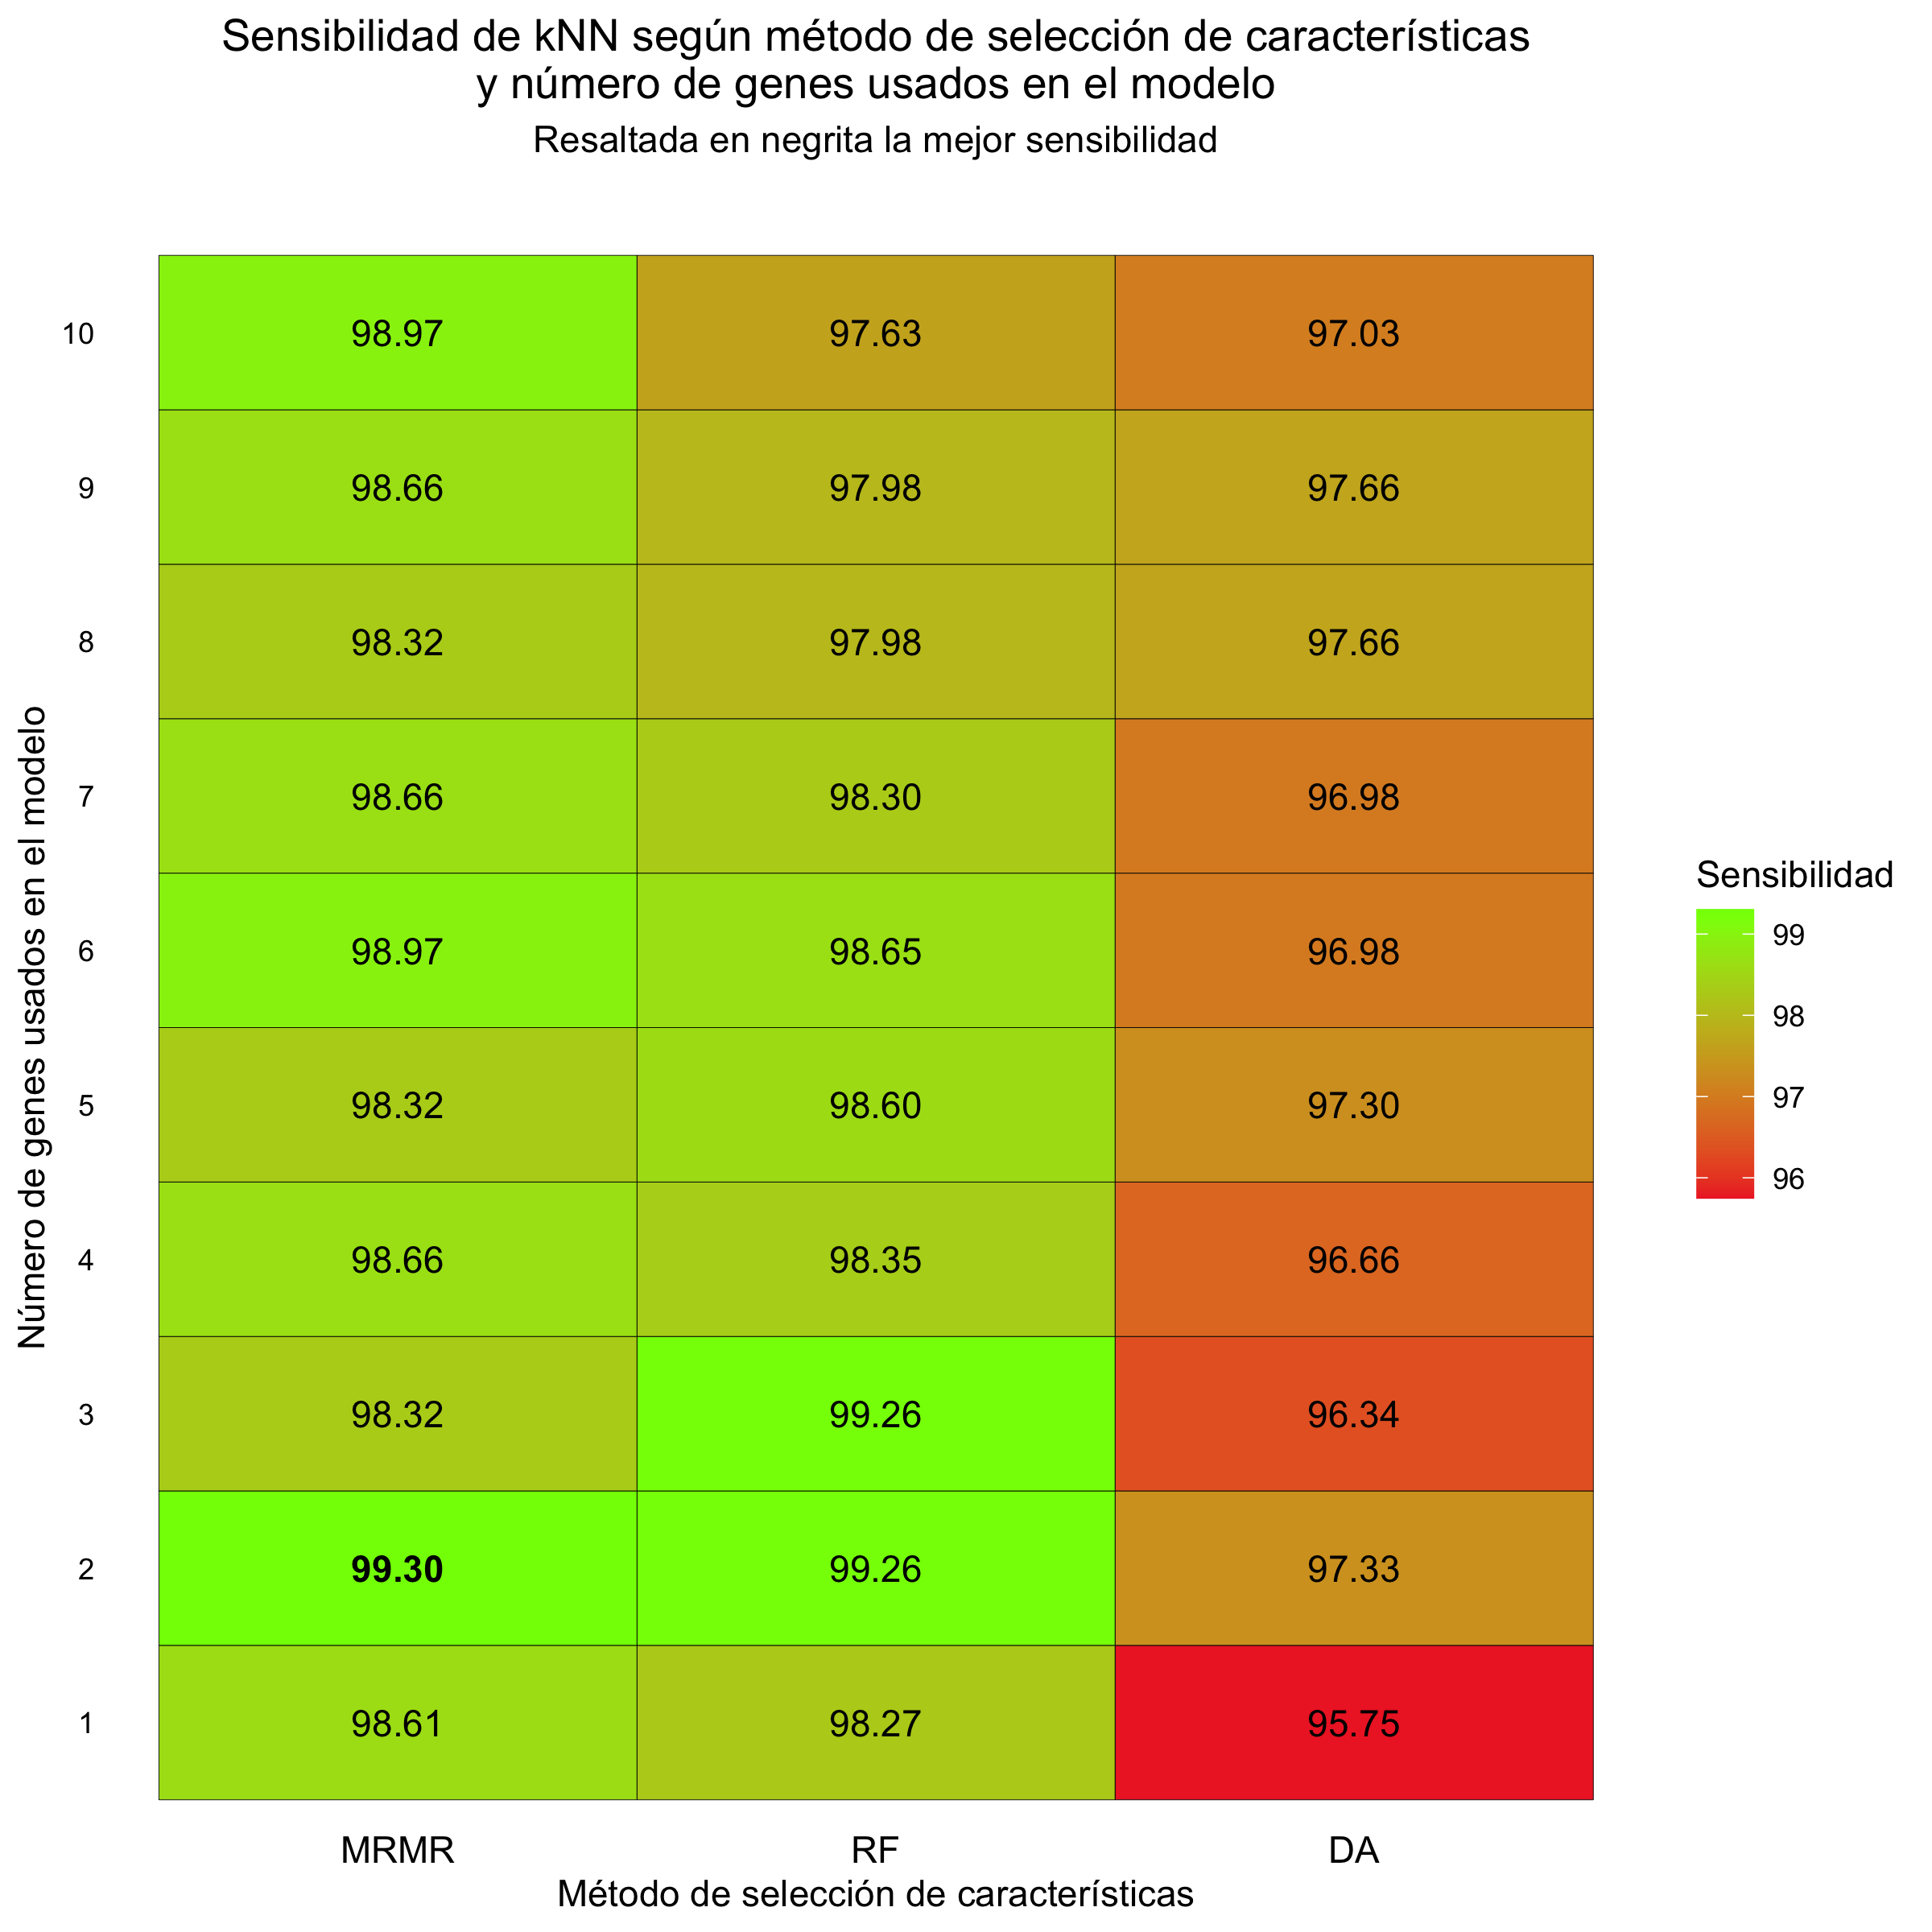 Sensibilidad de kNN según método de selección de características
y número de genes usados en el modelo
Resaltada en negrita la mejor sensibilidad
Número de genes usados en el modelo
10 98.97 97.63 97.03
9 98.66 97.98 97.66
8 98.32 97.98 97.66
7 98.66 98.30 96.98
6 98.97 98.65 96.98
5 98.32 98.60 97.30
4 98.66 98.35 96.66
3 98.32 99.26 96.34
2 99.30 99.26 97.33
1 98.61 98.27 95.75
MRMR RF DA
Método de selección de características
Sensibilidad
99
98
97
96